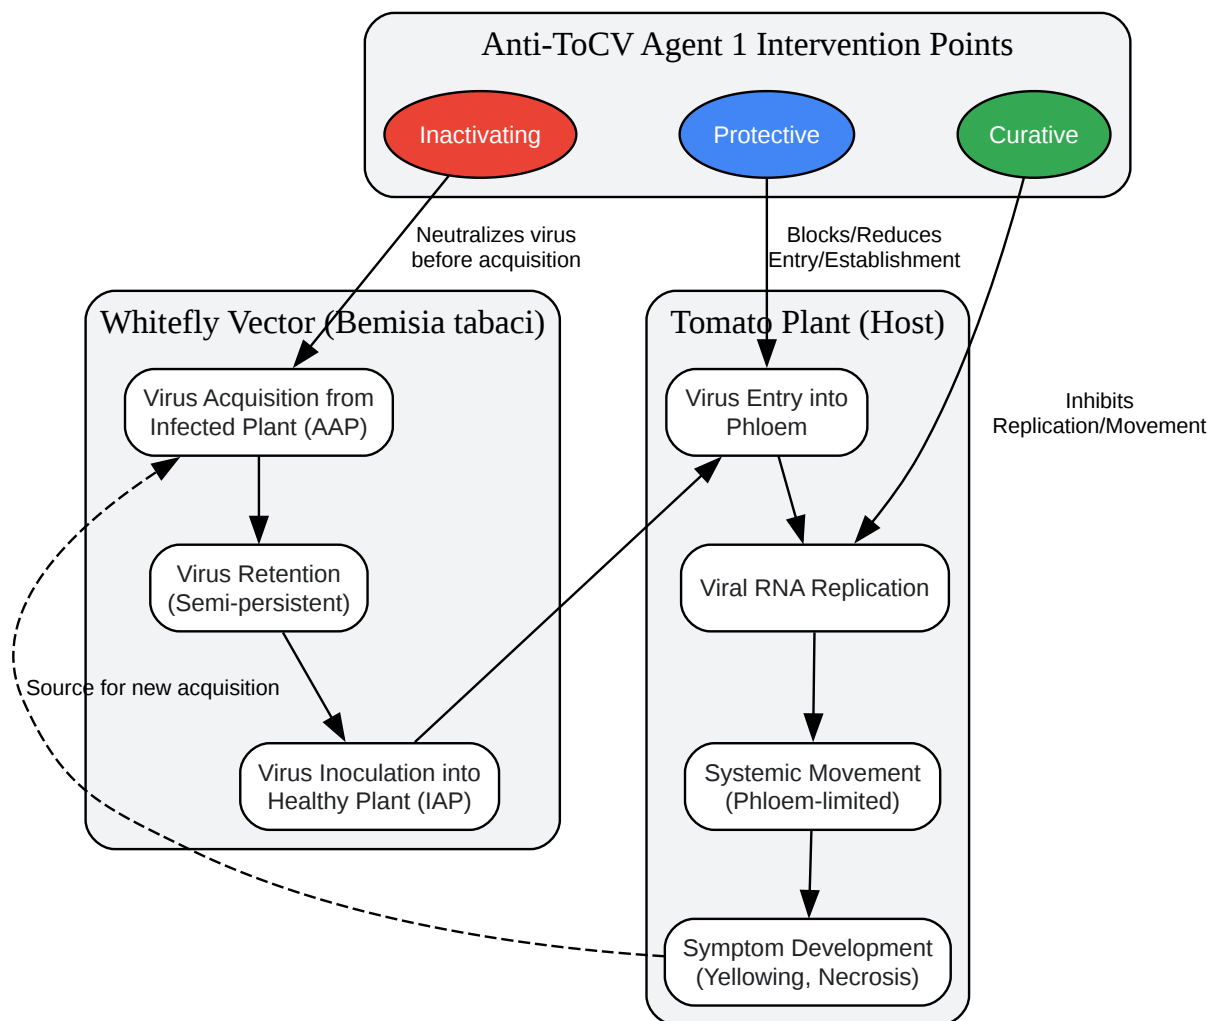 Anti-ToCV Agent 1 Intervention Points
Inactivating
Protective
Curative
Neutralizes virus
before acquisition
Blocks/Reduces
Entry/Establishment
Whitefly Vector (Bemisia tabaci)
Tomato Plant (Host)
Virus Acquisition from
Infected Plant (AAP)
Virus Entry into
Phloem
Inhibits
Replication/Movement
Virus Retention
(Semi-persistent)
Viral RNA Replication
Source for new acquisition
Virus Inoculation into
Healthy Plant (IAP)
Systemic Movement
(Phloem-limited)
Symptom Development
(Yellowing, Necrosis)